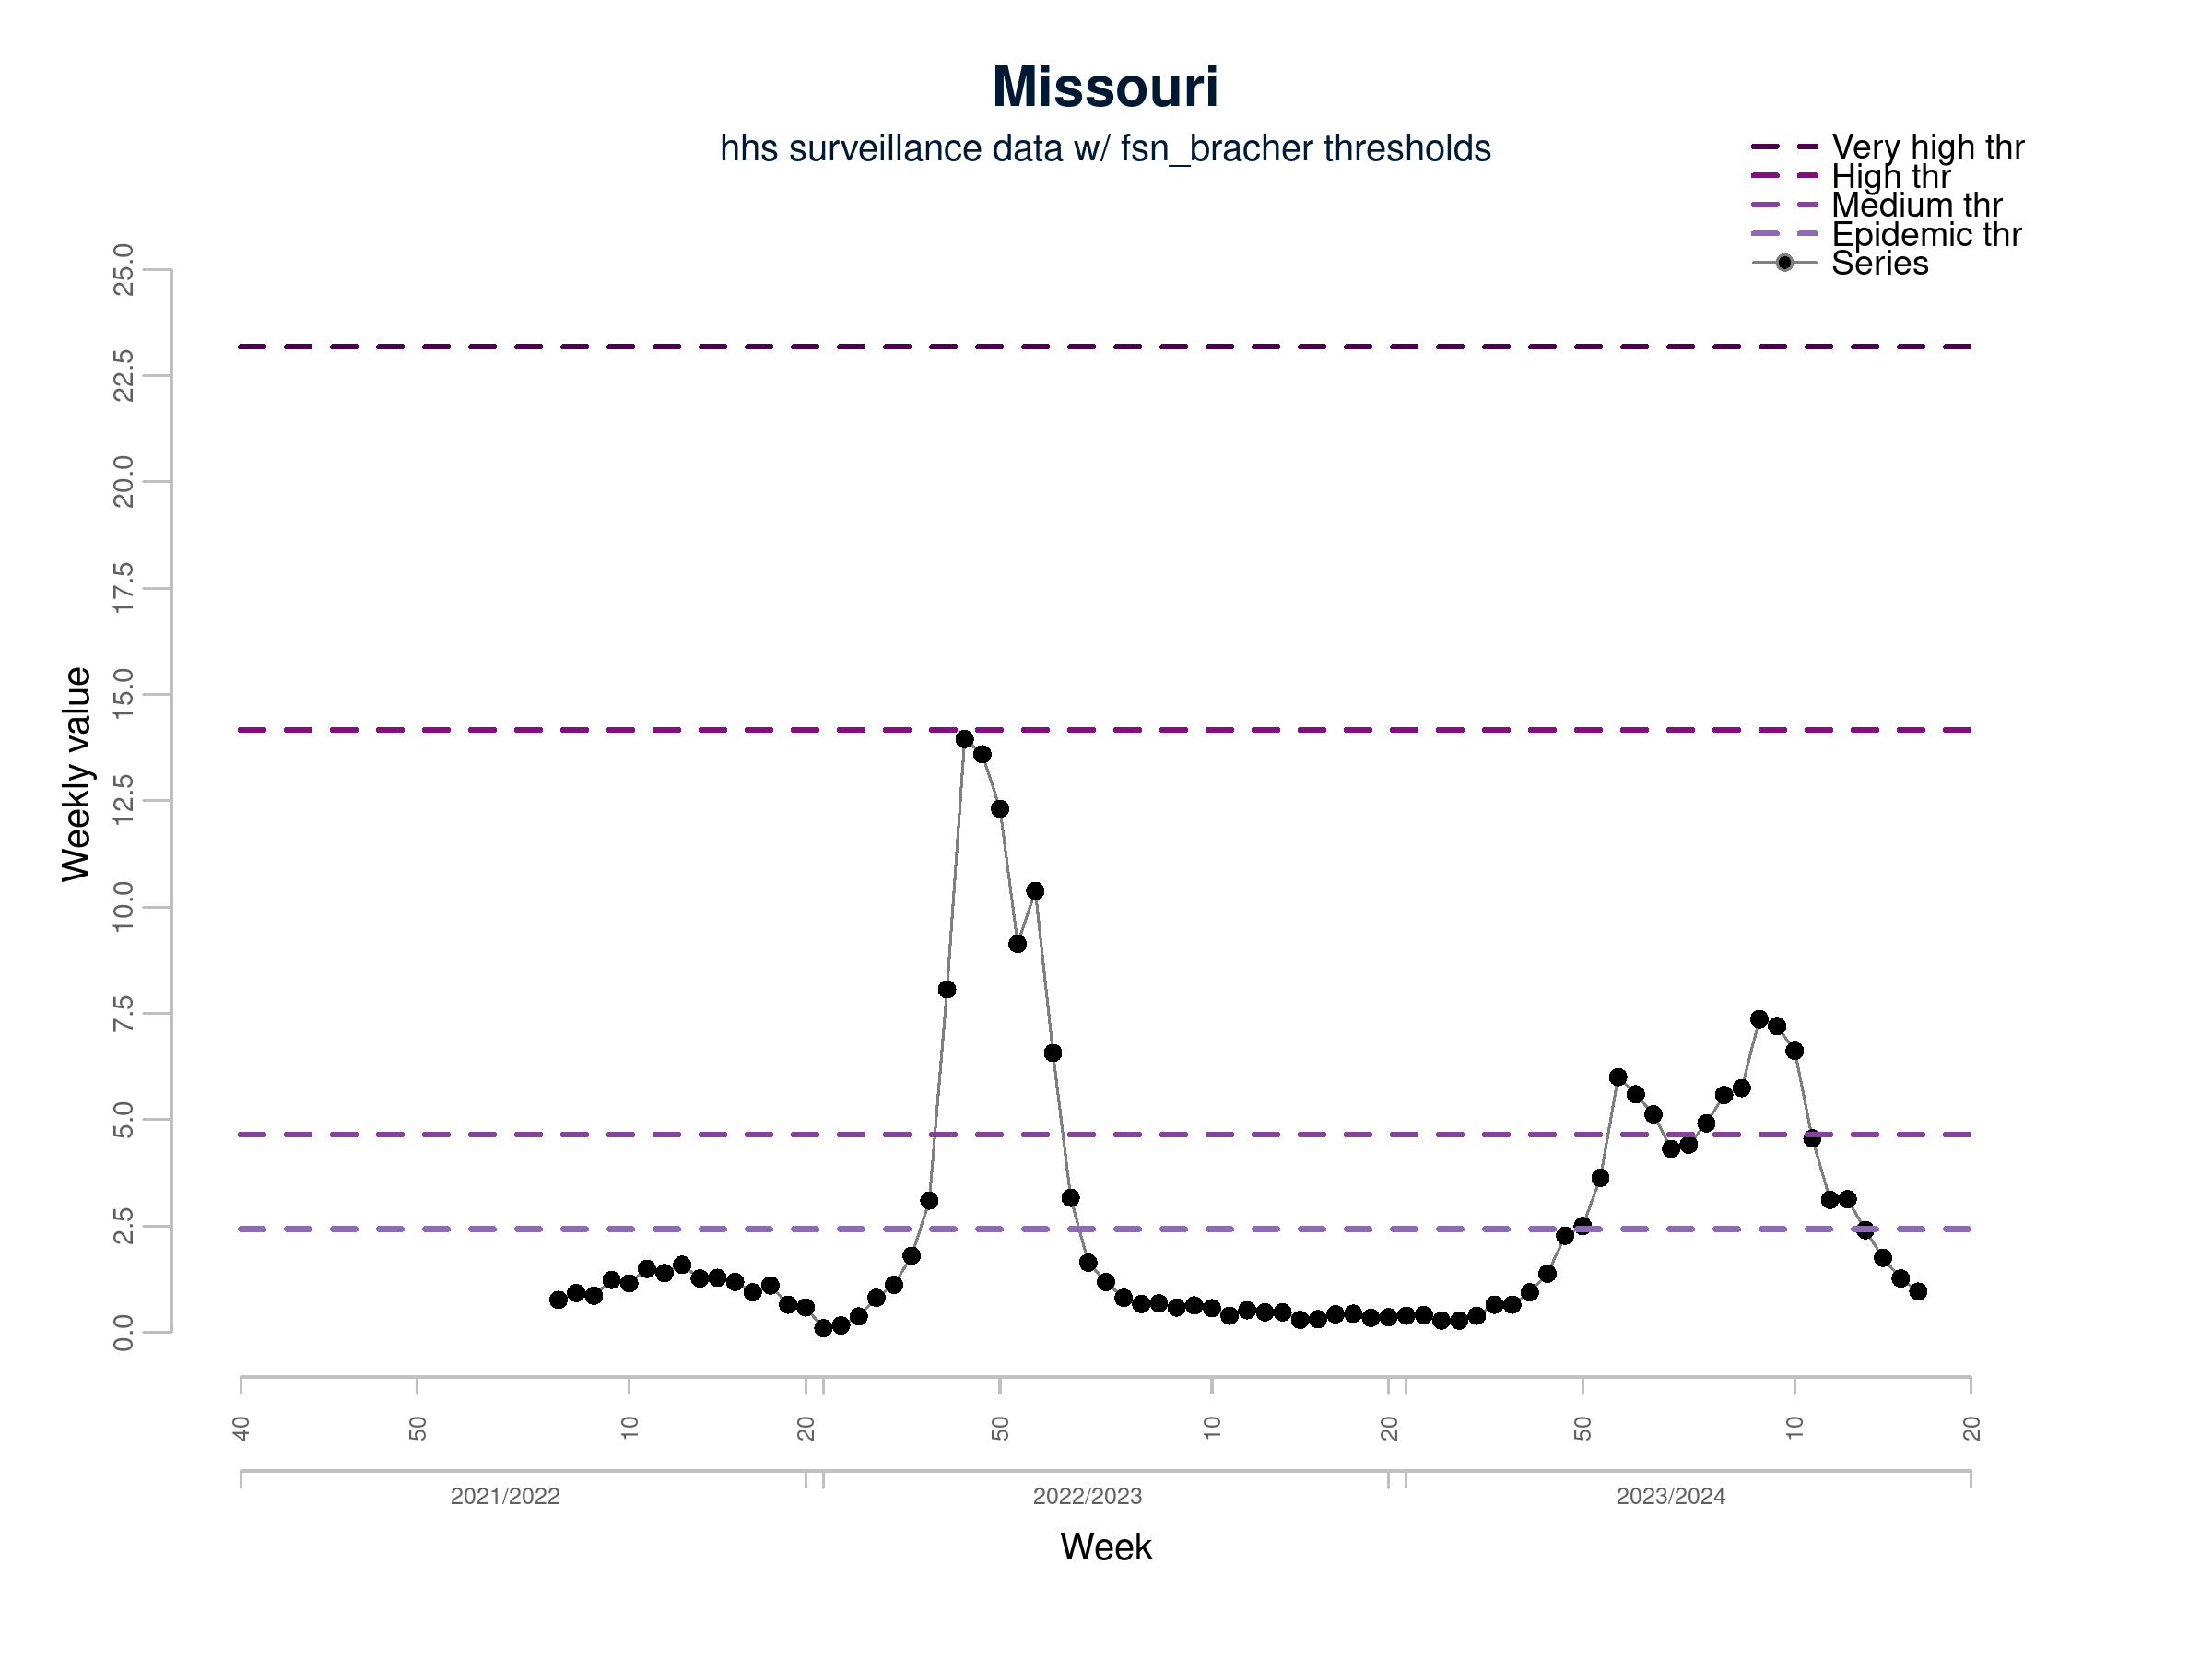 Missouri
hhs surveillance data w/ fsn_bracher thresholds
Very high thr
High thr
Medium thr
Epidemic thr
Series
Weekly value
25.0
22.5
20.0
17.5
15.0
12.5
10.0
7.5
5.0
2.5
0.0
40 50 10 20 50 10 20 50 10 20
2021/2022 2022/2023 2023/2024
Week